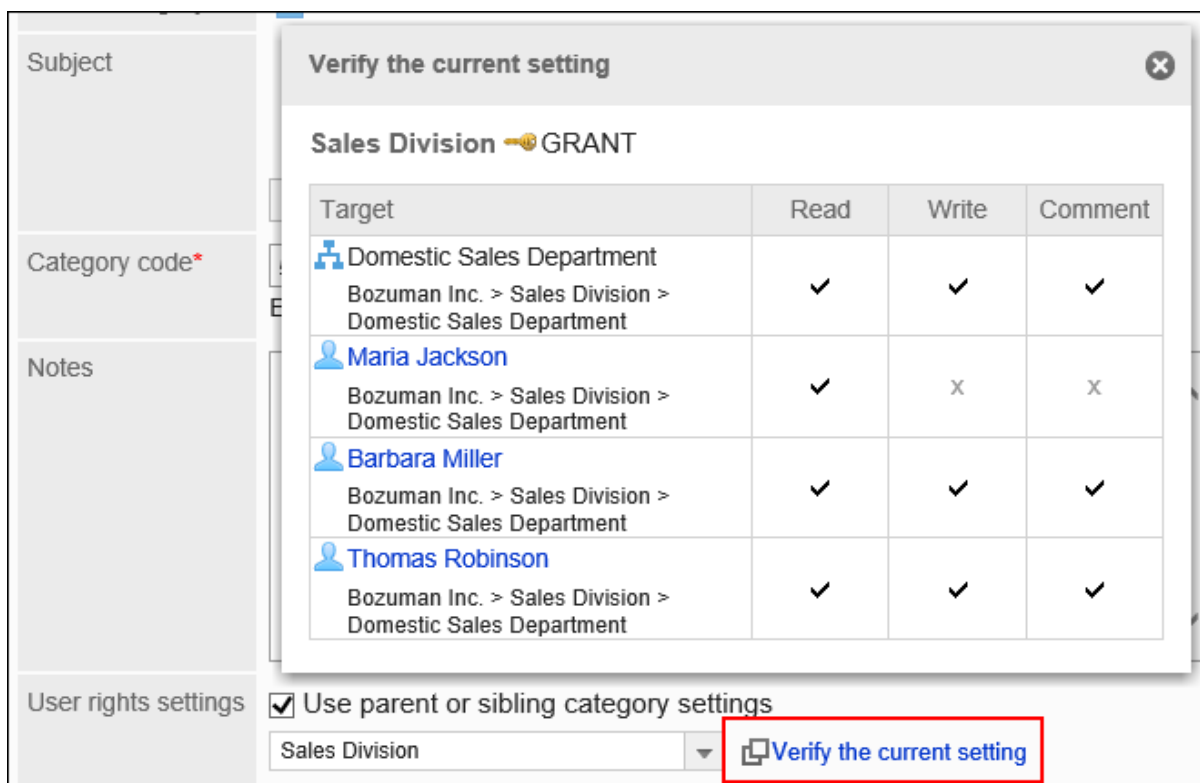 Subject
Verify the current setting
Sales Division GRANT
Target Read Write Comment
Domestic Sales Department
Bozuman Inc. > Sales Division >
Domestic Sales Department
Category code*
Maria Jackson
Bozuman Inc. > Sales Division >
Domestic Sales Department
x x
Notes
Barbara Miller
Bozuman Inc. > Sales Division >
Domestic Sales Department
Thomas Robinson
Bozuman Inc. > Sales Division >
Domestic Sales Department
User rights settings
Use parent or sibling category settings
Sales Division
Verify the current setting